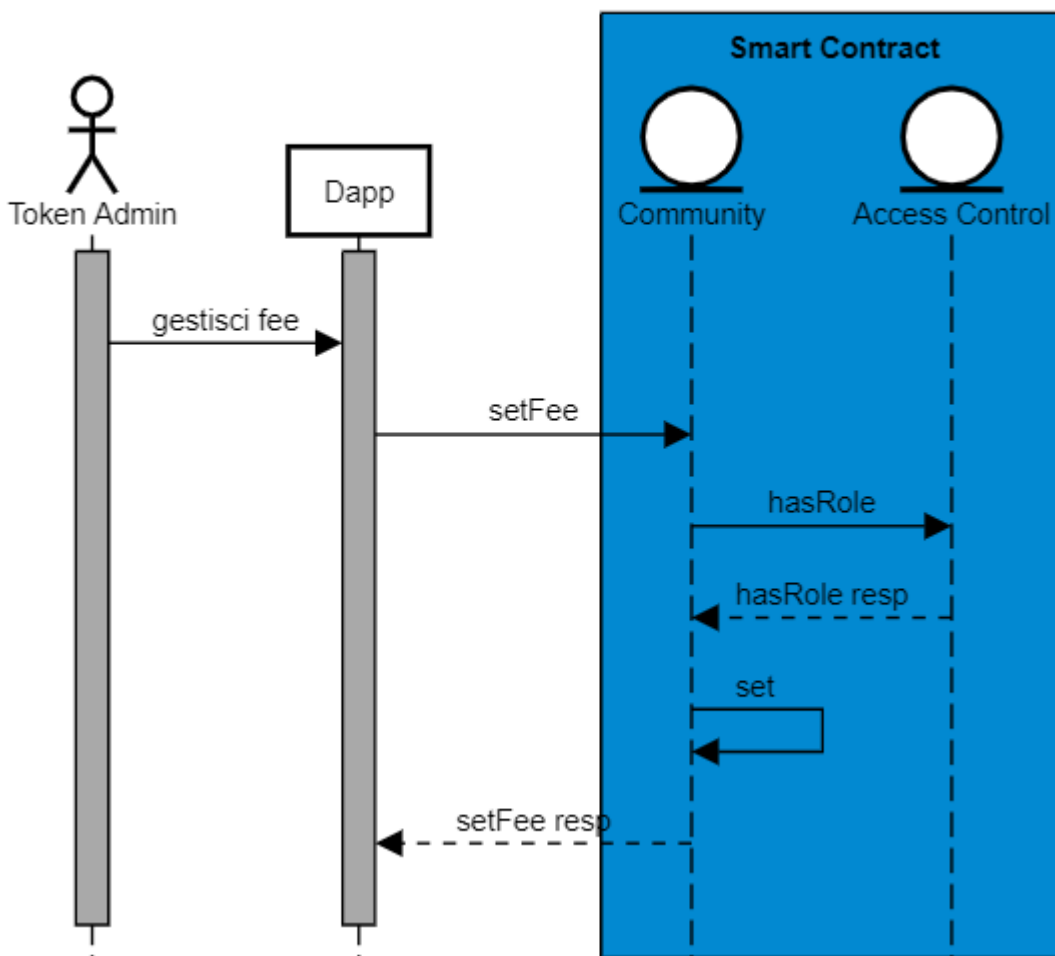 Smart Contract
Token Admin
Dapp
Community
Access Control
gestisci fee
setFee
hasRole
hasRole resp
set
setFee resp